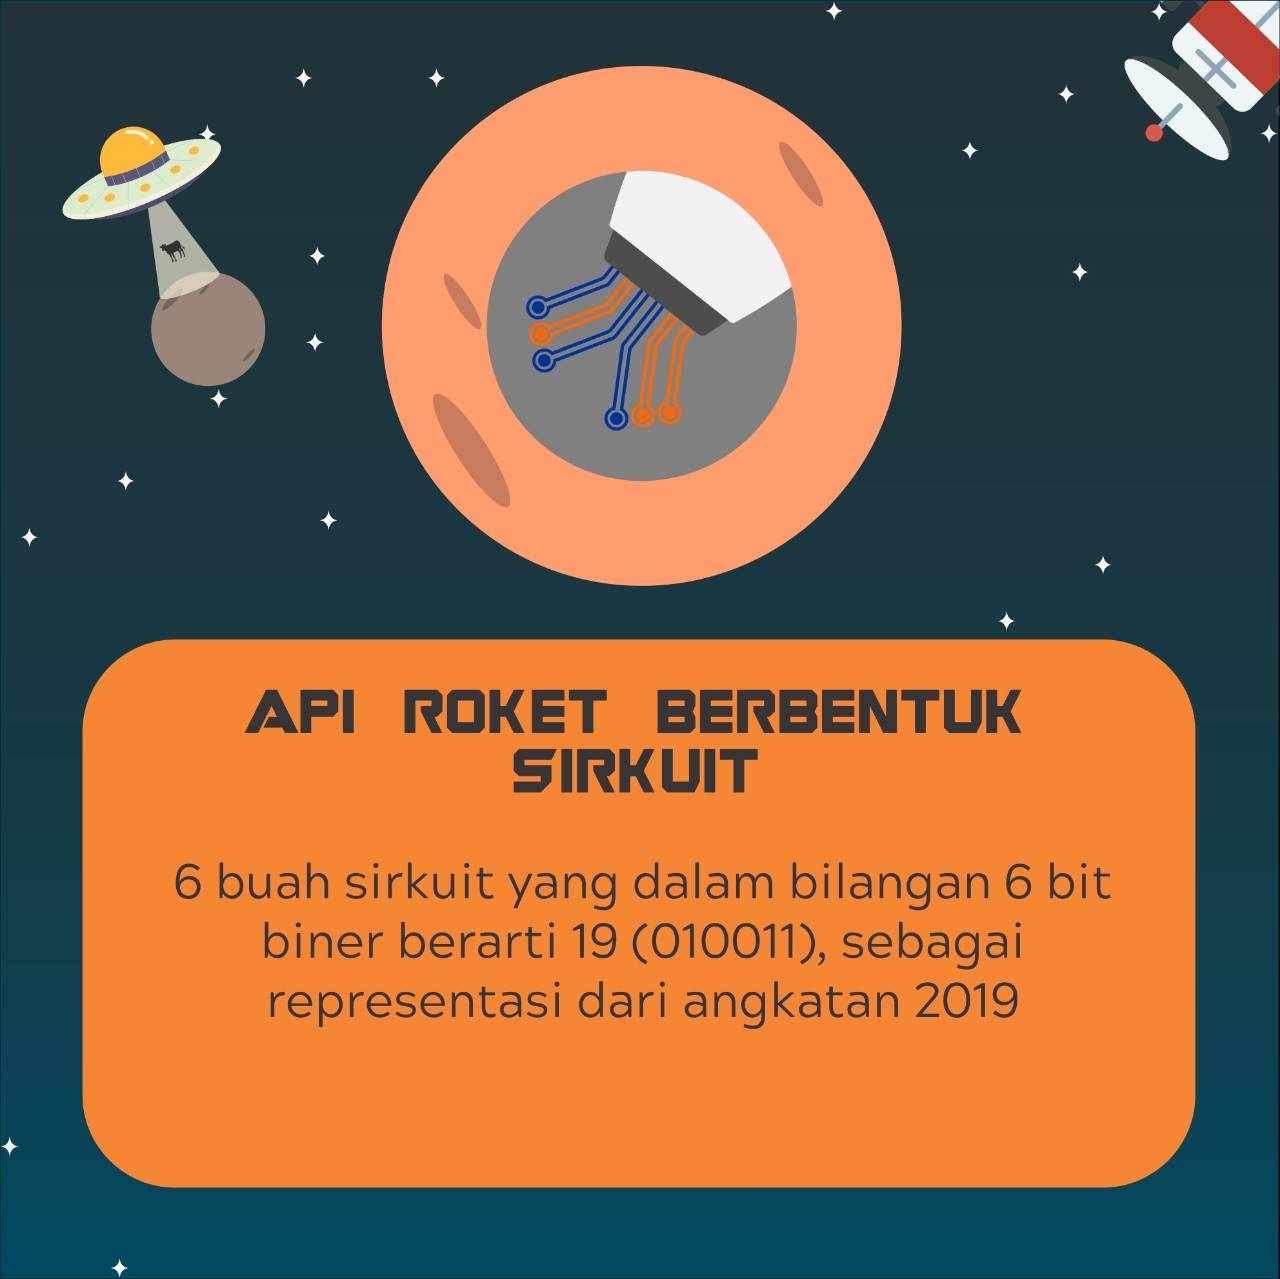 API ROKET BERBENTUK
SIRKUIT
6 buah sirkuit yang dalam bilangan 6 bit
biner berarti 19 (010011), sebagai
representasi dari angkatan 2019